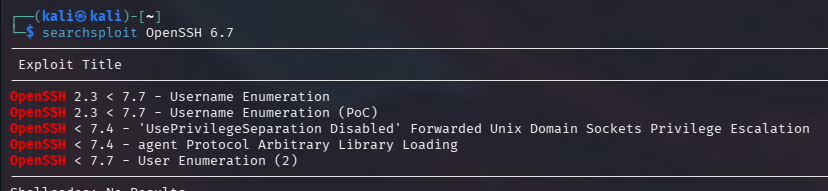 (kali㉿kali)-[~]
$ searchsploit OpenSSH 6.7
Exploit Title
OpenSSH 2.3 < 7.7 - Username Enumeration
OpenSSH 2.3 < 7.7 - Username Enumeration (PoC)
OpenSSH < 7.4 - 'UsePrivilegeSeparation Disabled' Forwarded Unix Domain Sockets Privilege Escalation
OpenSSH < 7.4 - agent Protocol Arbitrary Library Loading
OpenSSH < 7.7 - User Enumeration (2)
Shellcodes: No Results